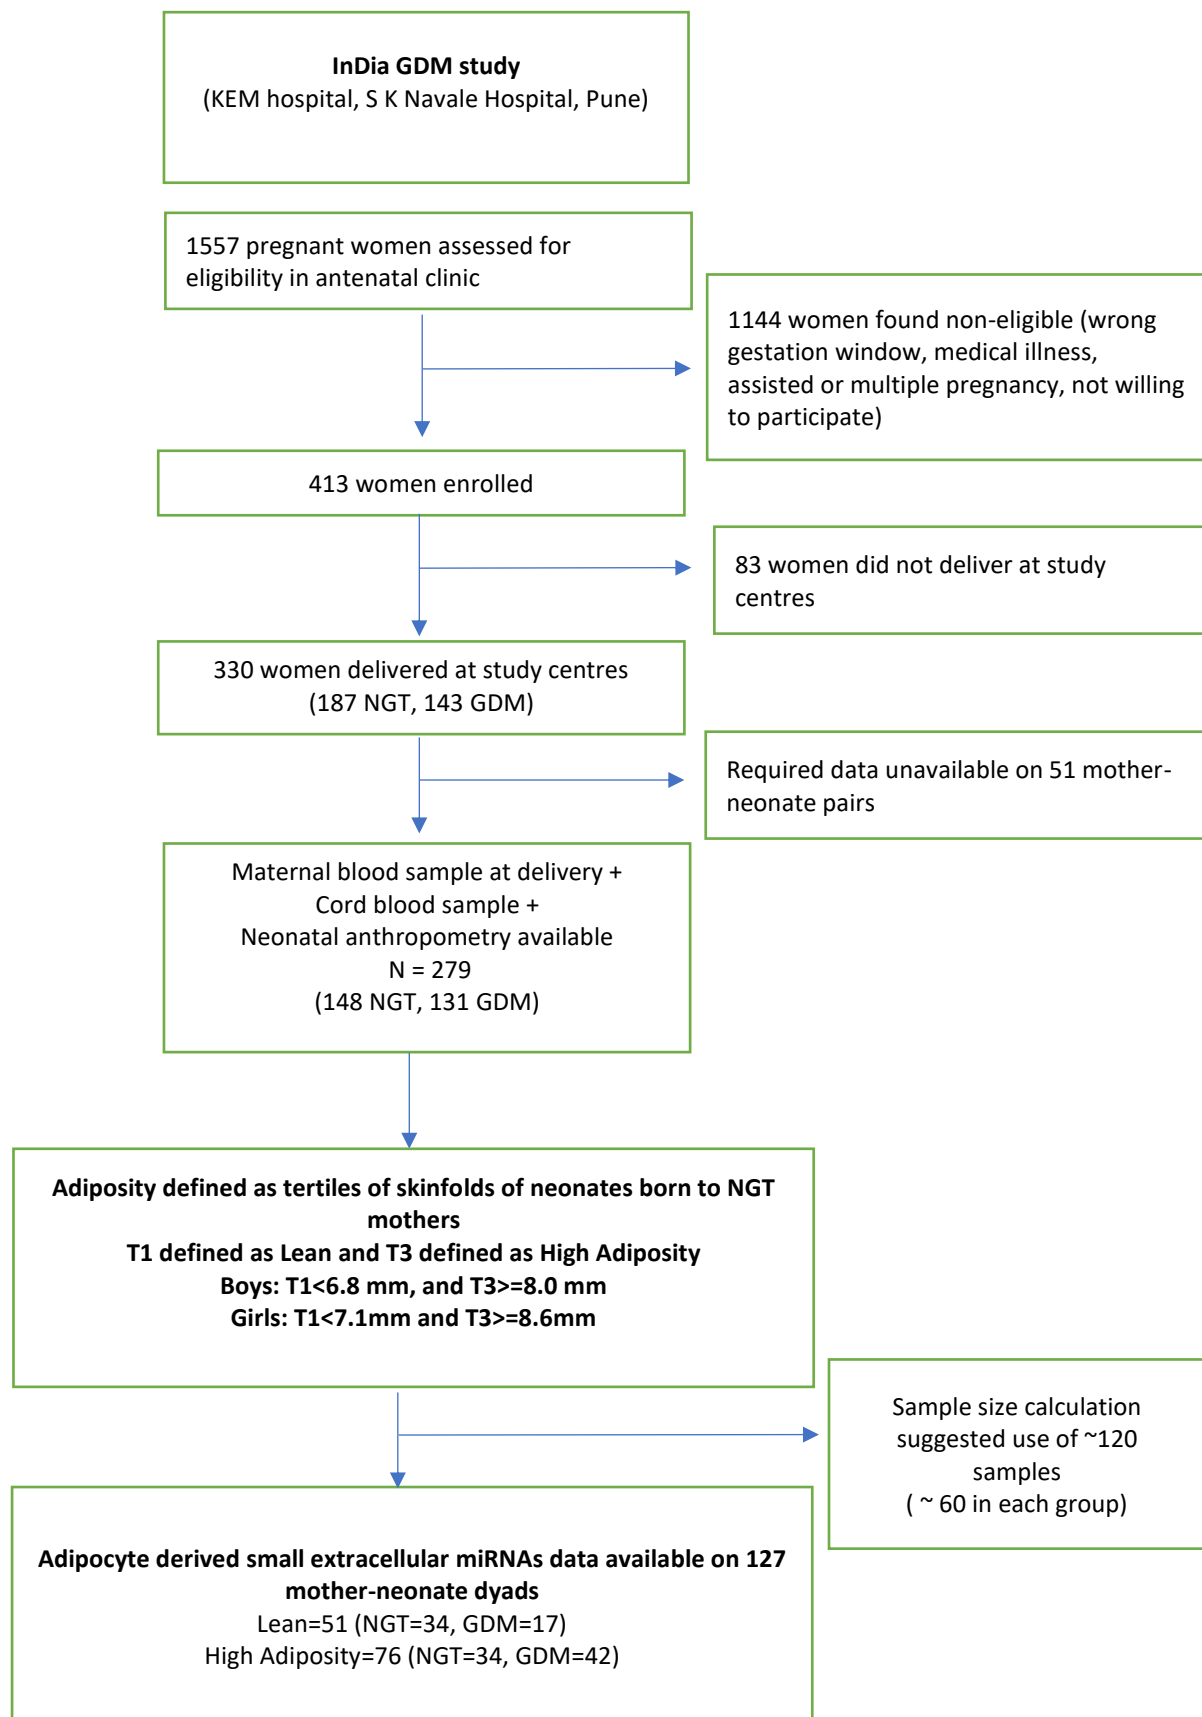 InDia GDM study
(KEM hospital, S K Navale Hospital, Pune)
1557 pregnant women assessed for
eligibility in antenatal clinic
1144 women found non-eligible (wrong
gestation window, medical illness,
assisted or multiple pregnancy, not willing
to participate)
413 women enrolled
83 women did not deliver at study
centres
330 women delivered at study centres
(187 NGT, 143 GDM)
Required data unavailable on 51 mother-
neonate pairs
Maternal blood sample at delivery +
Cord blood sample +
Neonatal anthropometry available
N = 279
(148 NGT, 131 GDM)
Adiposity defined as tertiles of skinfolds of neonates born to NGT
mothers
T1 defined as Lean and T3 defined as High Adiposity
Boys: T1<6.8 mm, and T3>=8.0 mm
Girls: T1<7.1mm and T3>=8.6mm
Sample size calculation
suggested use of ~120
samples
( ~ 60 in each group)
Adipocyte derived small extracellular miRNAs data available on 127
mother-neonate dyads
Lean=51 (NGT=34, GDM=17)
High Adiposity=76 (NGT=34, GDM=42)